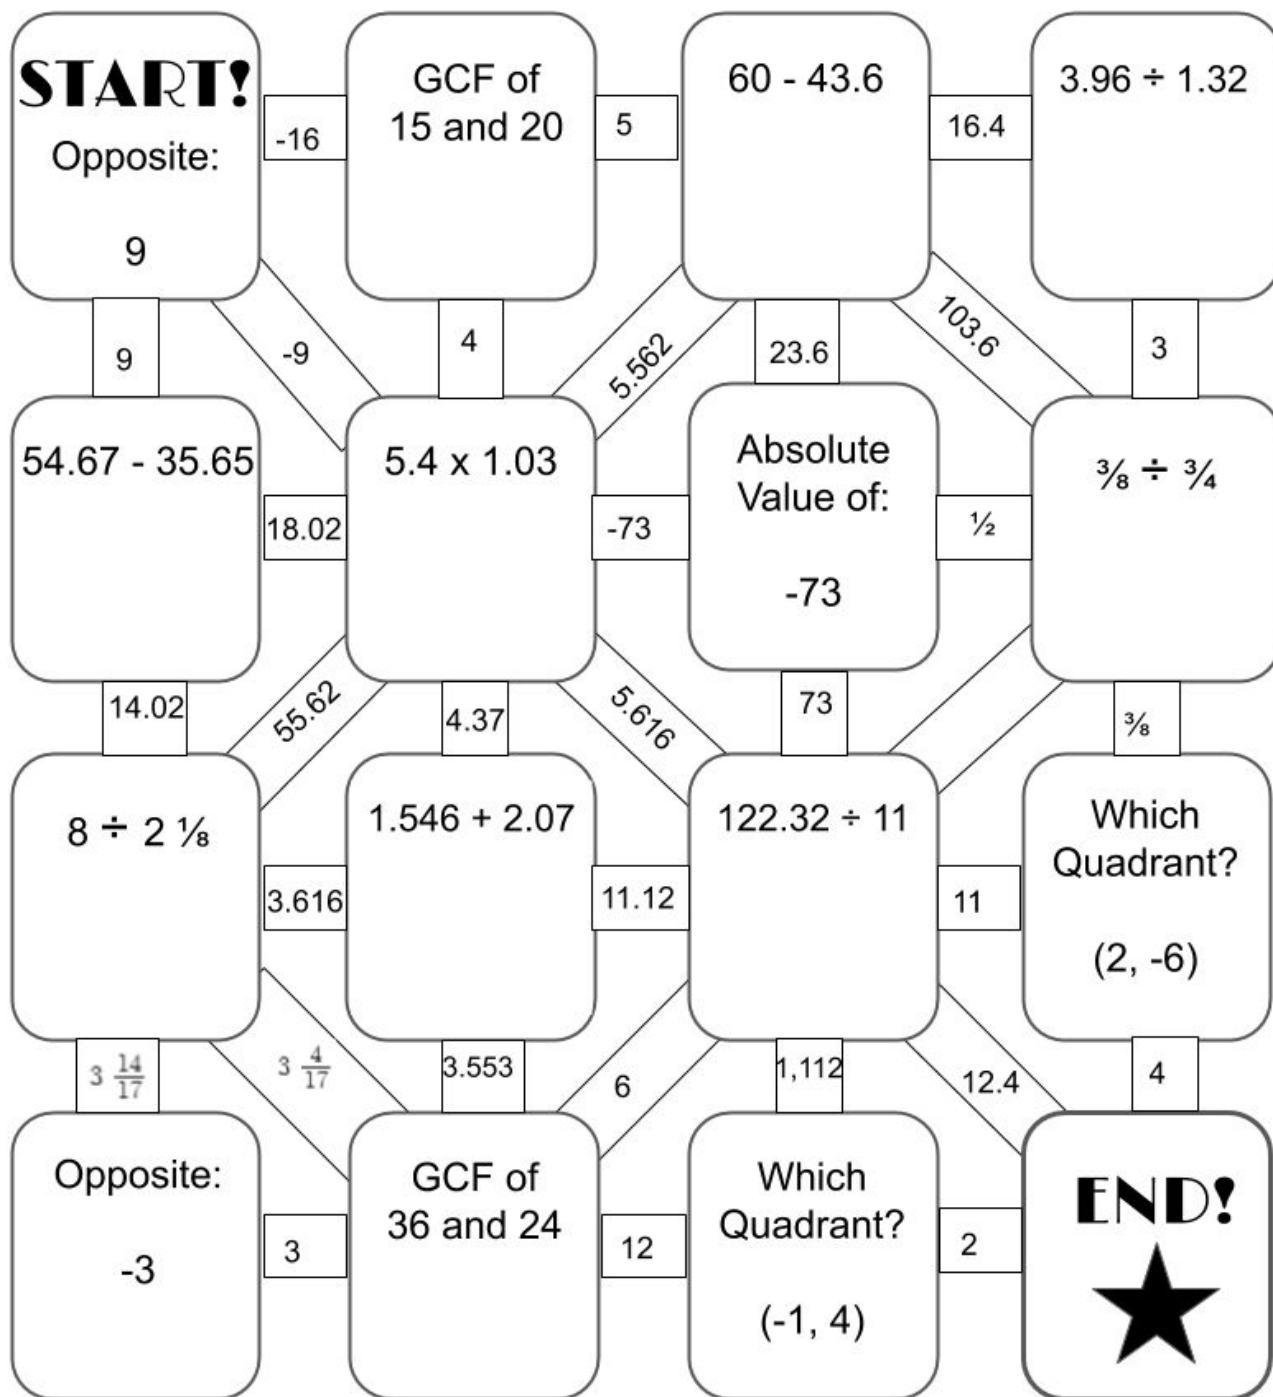 START!
Opposite:
9
-16
GCF of
15 and 20
5
60 - 43.6
16.4
3.96 ÷ 1.32
9
-9
4
5.562
23.6
103.6
3
54.67 - 35.65
18.02
5.4 x 1.03
-73
Absolute
Value of:
-73
½
⅜ ÷ ¾
14.02
55.62
4.37
5.616
73
⅜
8 ÷ 2 ⅛
3.616
1.546 + 2.07
11.12
122.32 ÷ 11
11
Which
Quadrant?
(2, -6)
3 14/17
3 4/17
3.553
6
1,112
12.4
4
Opposite:
-3
3
GCF of
36 and 24
12
Which
Quadrant?
(-1, 4)
2
END!